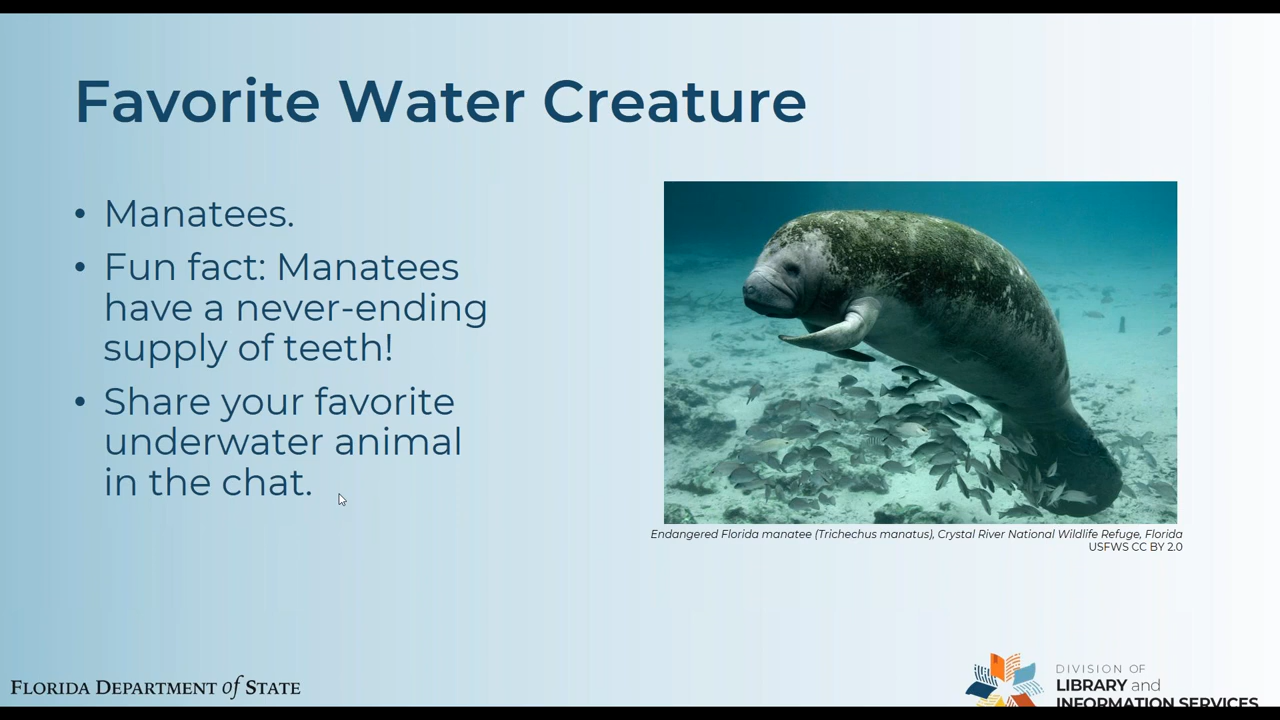 Favorite Water Creature
• Manatees.
• Fun fact: Manatees
have a never-ending
supply of teeth!
• Share your favorite
underwater animal
in the chat.
Endangered Florida manatee (Trichechus manatus), Crystal River National Wildlife Refuge, Florida
USFWS CC BY 2.0
FLORIDA DEPARTMENT of STATE
DIVISION OF
LIBRARY and
INFORMATION SERVICES